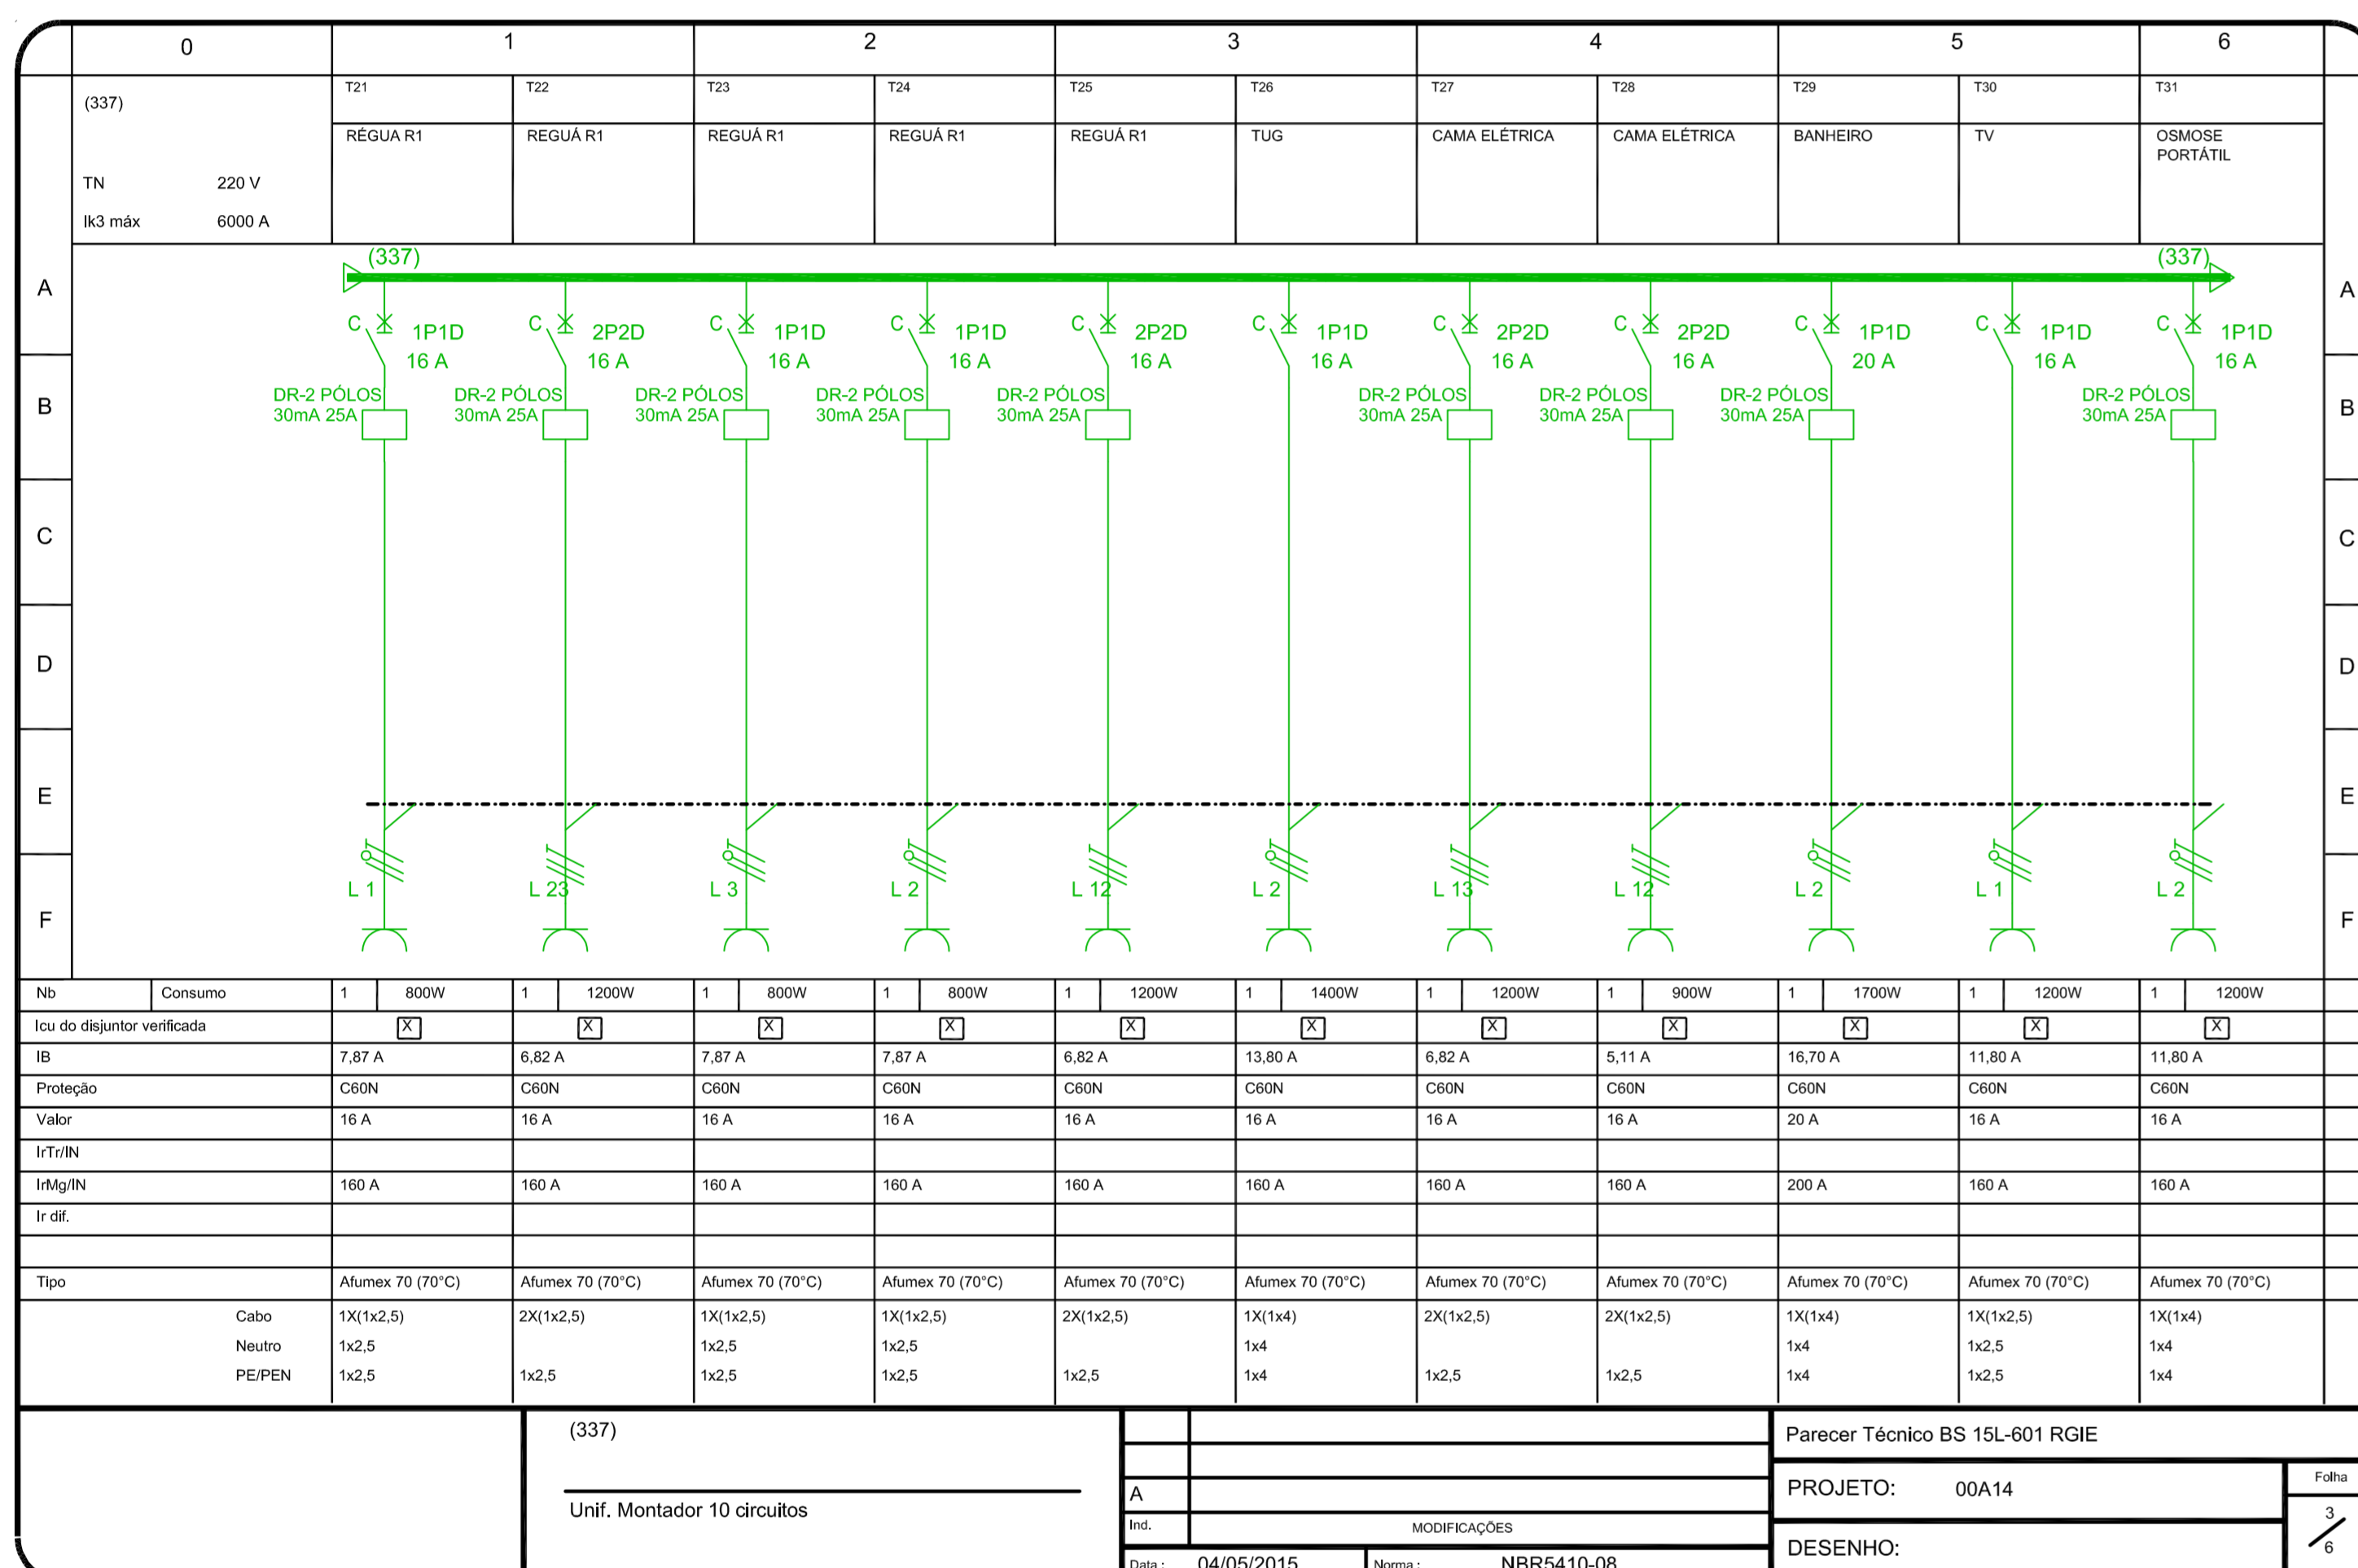 0 1 2 3 4 5 6
(337) T21 T22 T23 T24 T25 T26 T27 T28 T29 T30 T31
RÉGUA R1 REGUÁ R1 REGUÁ R1 REGUÁ R1 REGUÁ R1 TUG CAMA ELÉTRICA CAMA ELÉTRICA BANHEIRO TV OSMOSE
PORTÁTIL
TN 220 V
Ik3 máx 6000 A
(337) (337)
A A
C C C C C C C C C C C
1P1D 2P2D 1P1D 1P1D 2P2D 1P1D 2P2D 2P2D 1P1D 1P1D 1P1D
16 A 16 A 16 A 16 A 16 A 16 A 16 A 16 A 20 A 16 A 16 A
DR-2 PÓLOS DR-2 PÓLOS DR-2 PÓLOS DR-2 PÓLOS DR-2 PÓLOS DR-2 PÓLOS DR-2 PÓLOS DR-2 PÓLOS DR-2 PÓLOS
B B
30mA 25A 30mA 25A 30mA 25A 30mA 25A 30mA 25A 30mA 25A 30mA 25A 30mA 25A 30mA 25A
C C
D D
E E
L 1 L 23 L 3 L 2 L 12 L 2 L 13 L 12 L 2 L 1 L 2
F F
Nb Consumo 1 800W 1 1200W 1 800W 1 800W 1 1200W 1 1400W 1 1200W 1 900W 1 1700W 1 1200W 1 1200W
Icu do disjuntor verificada X X X X X X X X X X X
IB 7,87 A 6,82 A 7,87 A 7,87 A 6,82 A 13,80 A 6,82 A 5,11 A 16,70 A 11,80 A 11,80 A
Proteção C60N C60N C60N C60N C60N C60N C60N C60N C60N C60N C60N
Valor 16 A 16 A 16 A 16 A 16 A 16 A 16 A 16 A 20 A 16 A 16 A
IrTr/IN
IrMg/IN 160 A 160 A 160 A 160 A 160 A 160 A 160 A 160 A 200 A 160 A 160 A
Ir dif.
Tipo Afumex 70 (70°C) Afumex 70 (70°C) Afumex 70 (70°C) Afumex 70 (70°C) Afumex 70 (70°C) Afumex 70 (70°C) Afumex 70 (70°C) Afumex 70 (70°C) Afumex 70 (70°C) Afumex 70 (70°C) Afumex 70 (70°C)
Cabo 1X(1x2,5) 2X(1x2,5) 1X(1x2,5) 1X(1x2,5) 2X(1x2,5) 1X(1x4) 2X(1x2,5) 2X(1x2,5) 1X(1x4) 1X(1x2,5) 1X(1x4)
Neutro 1x2,5 1x2,5 1x2,5 1x4 1x4 1x2,5 1x4
PE/PEN 1x2,5 1x2,5 1x2,5 1x2,5 1x2,5 1x4 1x2,5 1x2,5 1x4 1x2,5 1x4
(337)
Unif. Montador 10 circuitos
A
Ind. MODIFICAÇÕES
Data : 04/05/2015 Norma : NBR5410-08
Parecer Técnico BS 15L-601 RGIE
PROJETO: 00A14
DESENHO:
Folha
3
6